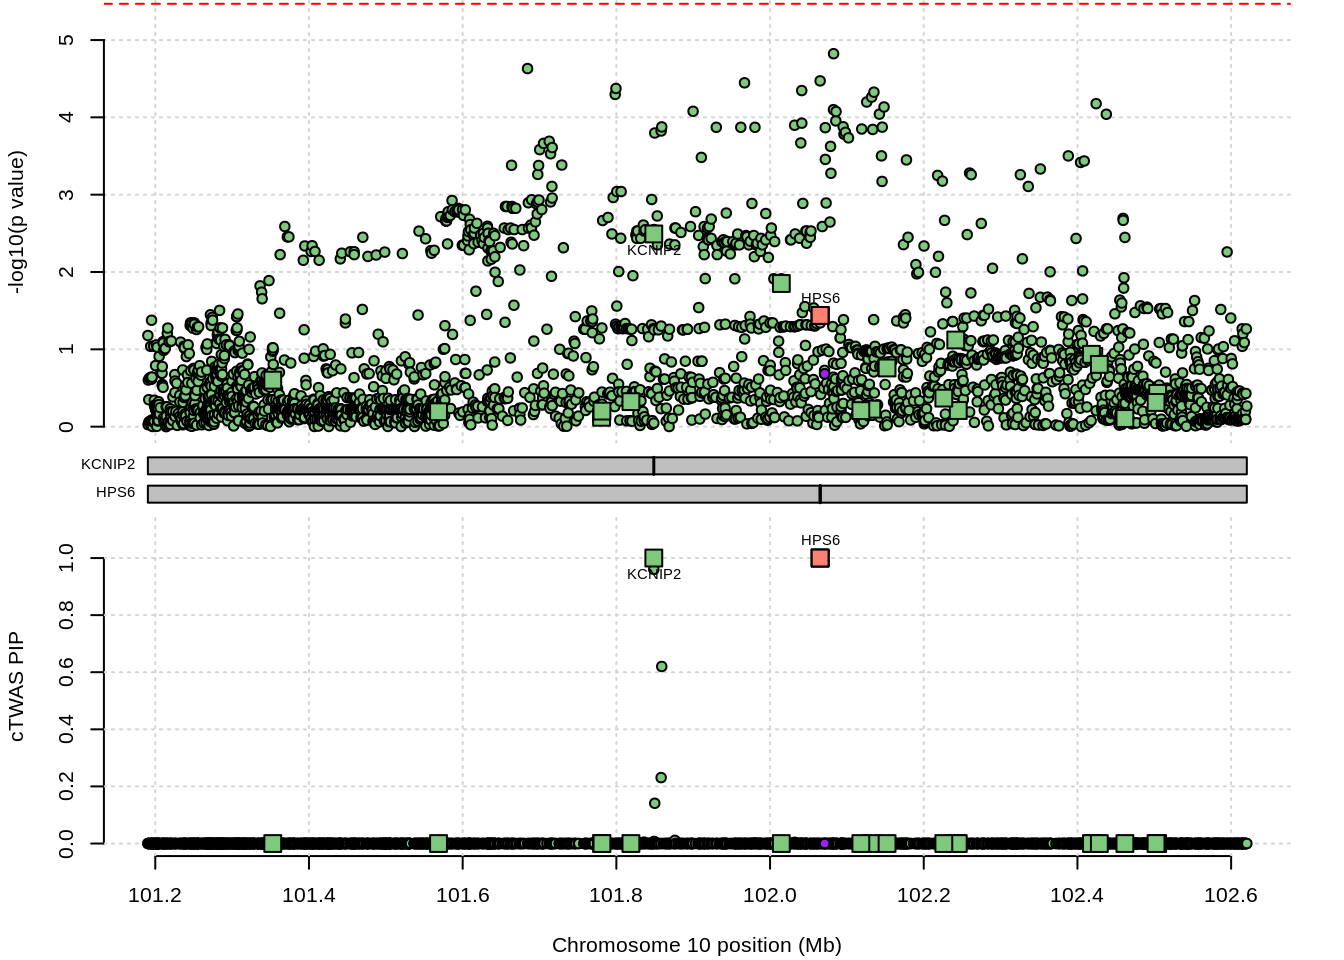 5
4
3
2
1
0
-log10(p value)
KCNIP2
HPS6
KCNIP2
HPS6
1.0
0.8
0.6
0.4
0.2
0.0
cTWAS PIP
HPS6
KCNIP2
101.2 101.4 101.6 101.8 102.0 102.2 102.4 102.6
Chromosome 10 position (Mb)